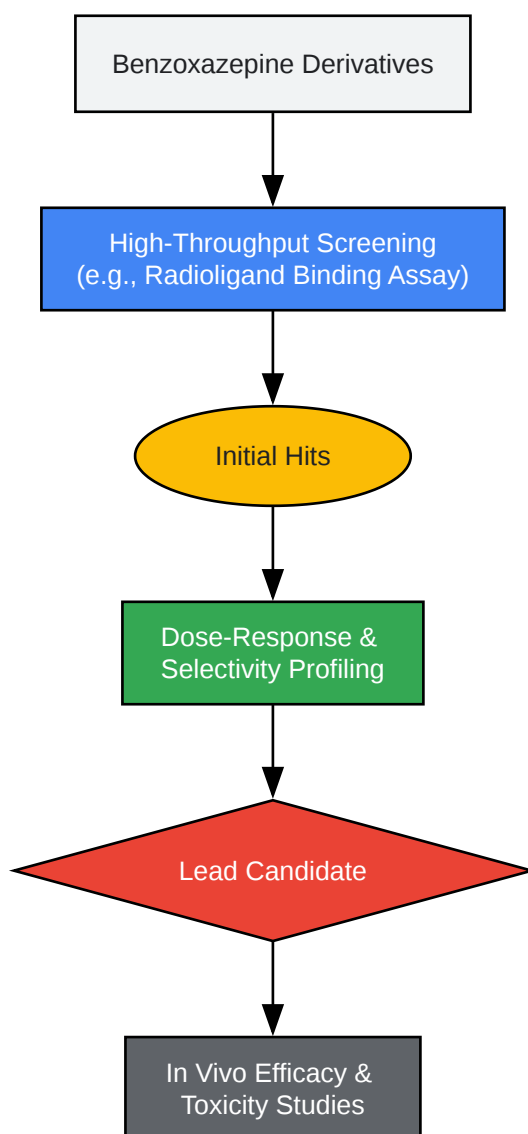 Benzoxazepine Derivatives
High-Throughput Screening
(e.g., Radioligand Binding Assay)
Initial Hits
Dose-Response &
Selectivity Profiling
Lead Candidate
In Vivo Efficacy &
Toxicity Studies